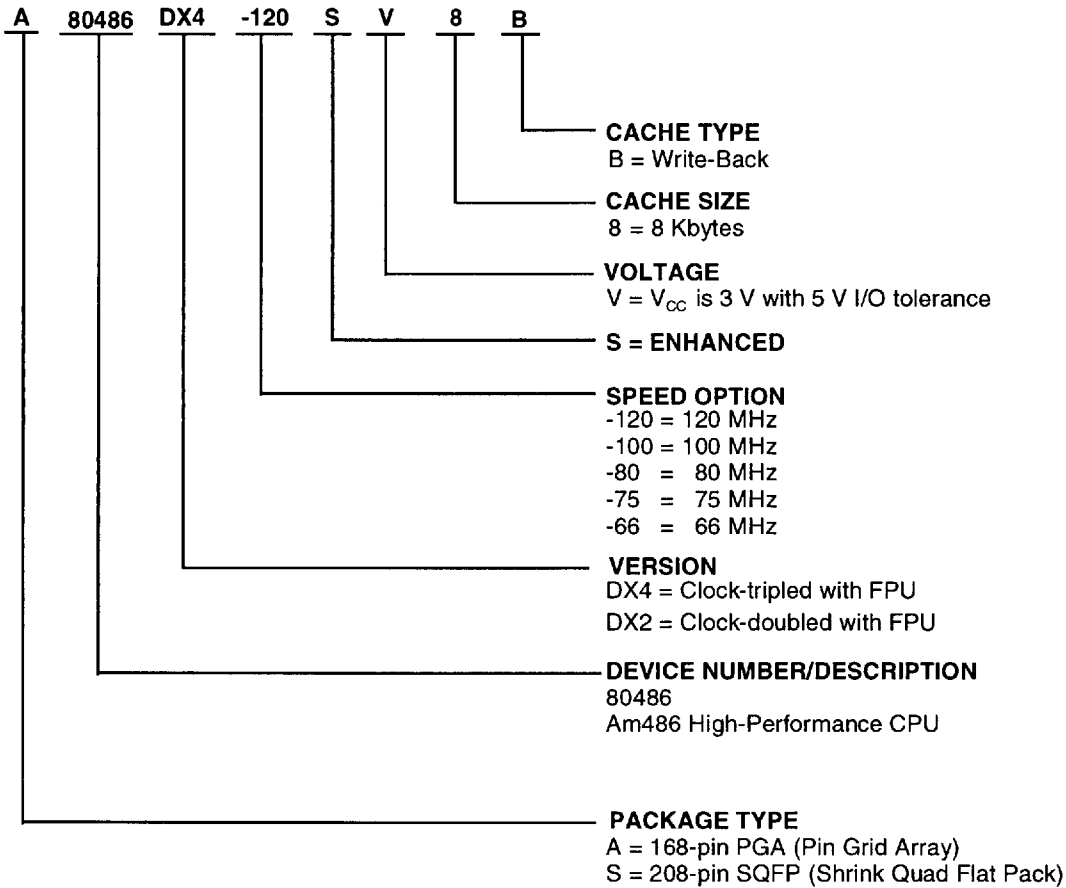 A 80486 DX4 -120 S V 8 B
CACHE TYPE
B = Write-Back
CACHE SIZE
8 = 8 Kbytes
VOLTAGE
V = VCC is 3 V with 5 V I/O tolerance
S = ENHANCED
SPEED OPTION
-120 = 120 MHz
-100 = 100 MHz
-80 = 80 MHz
-75 = 75 MHz
-66 = 66 MHz
VERSION
DX4 = Clock-tripled with FPU
DX2 = Clock-doubled with FPU
DEVICE NUMBER/DESCRIPTION
80486
Am486 High-Performance CPU
PACKAGE TYPE
A = 168-pin PGA (Pin Grid Array)
S = 208-pin SQFP (Shrink Quad Flat Pack)